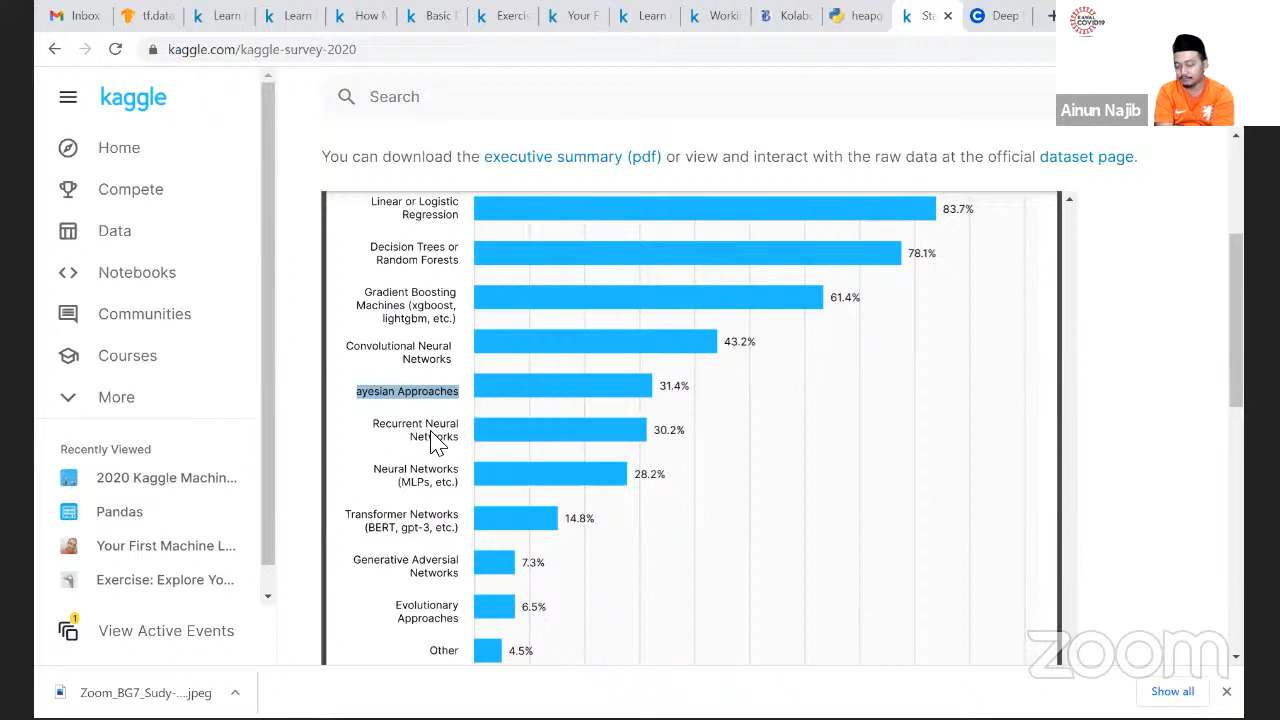 Inbox
tf.data
Learn
Learn
How M
Basic T
Exercis
Your F
Learn
Worki
Kolab
heapq
Sta
Deep
kaggle.com/kaggle-survey-2020
KAWAL
COVID19
Ainun Najib
kaggle
Search
Home
Compete
Data
Notebooks
Communities
Courses
More
Recently Viewed
2020 Kaggle Machin...
Pandas
Your First Machine L...
Exercise: Explore Yo...
1
View Active Events
You can download the executive summary (pdf) or view and interact with the raw data at the official dataset page.
Linear or Logistic
Regression
83.7%
Decision Trees or
Random Forests
78.1%
Gradient Boosting
Machines (xgboost,
lightgbm, etc.)
61.4%
Convolutional Neural
Networks
43.2%
ayesian Approaches
31.4%
Recurrent Neural
Networks
30.2%
Neural Networks
(MLPs, etc.)
28.2%
Transformer Networks
(BERT, gpt-3, etc.)
14.8%
Generative Adversial
Networks
7.3%
Evolutionary
Approaches
6.5%
Other
4.5%
zoom
Zoom_BG7_Sudy-....jpeg
Show all